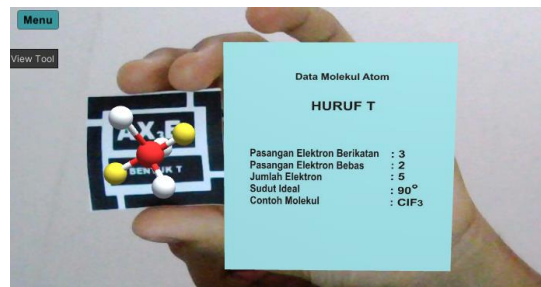 Menu
View Tool
Data Molekul Atom
HURUF T
Pasangan Elektron Berikatan : 3
Pasangan Elektron Bebas : 2
Jumlah Elektron : 5
Sudut Ideal : 90°
Contoh Molekul : ClF₃